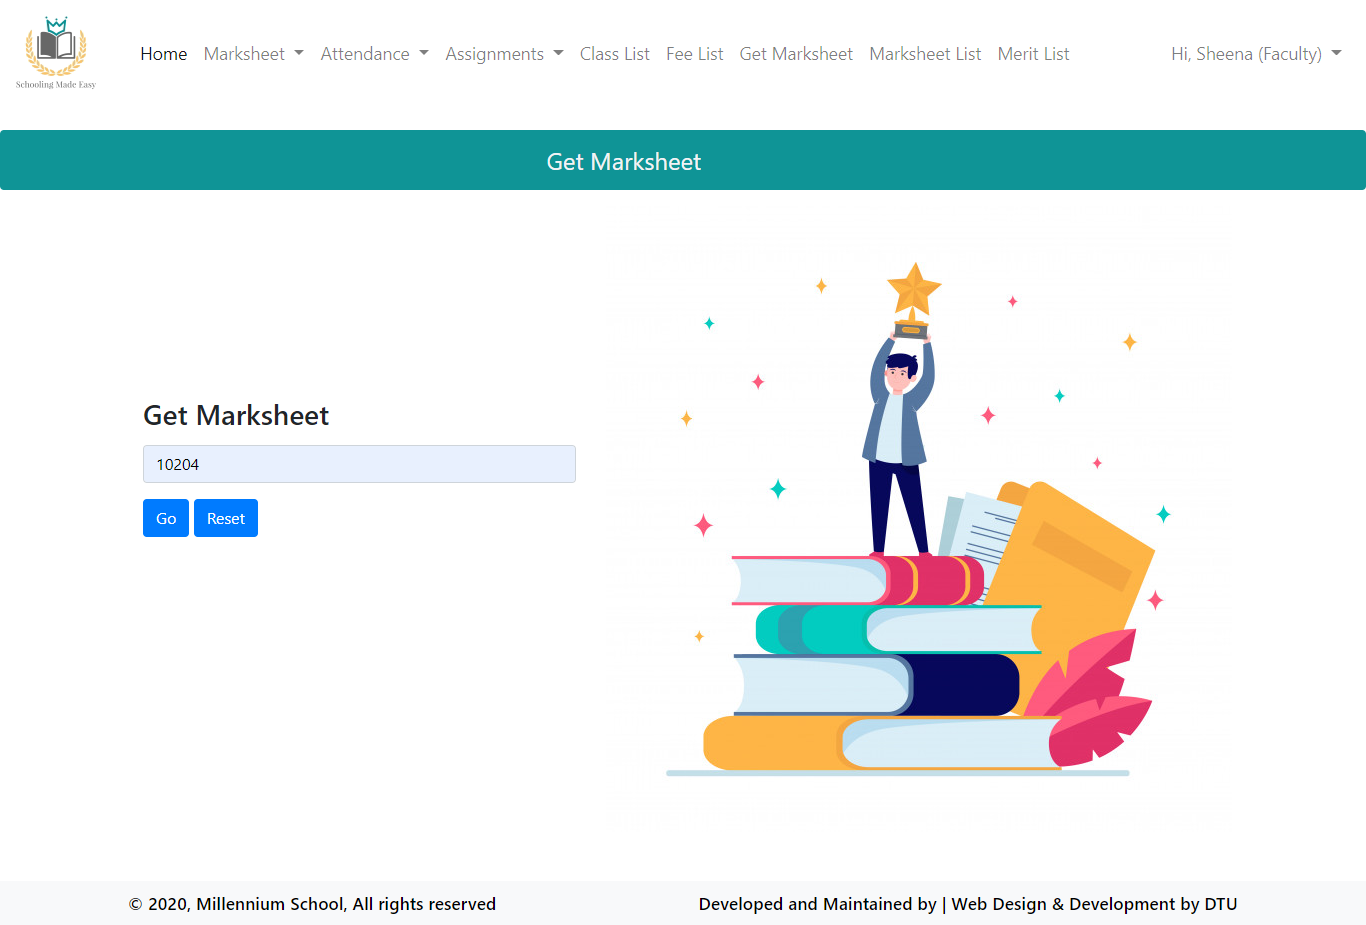 Schooling Made Easy
Home Marksheet Attendance Assignments Class List Fee List Get Marksheet Marksheet List Merit List Hi, Sheena (Faculty)
Get Marksheet
Get Marksheet
10204
Go Reset
© 2020, Millennium School, All rights reserved Developed and Maintained by | Web Design & Development by DTU